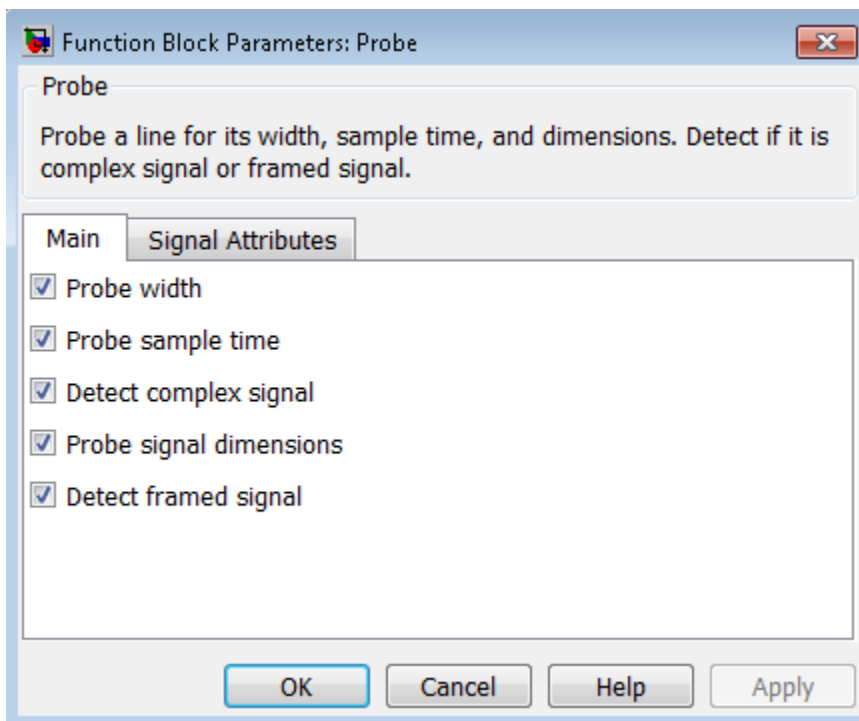 Function Block Parameters: Probe
Probe
Probe a line for its width, sample time, and dimensions. Detect if it is
complex signal or framed signal.
Main
Signal Attributes
Probe width
Probe sample time
Detect complex signal
Probe signal dimensions
Detect framed signal
OK
Cancel
Help
Apply